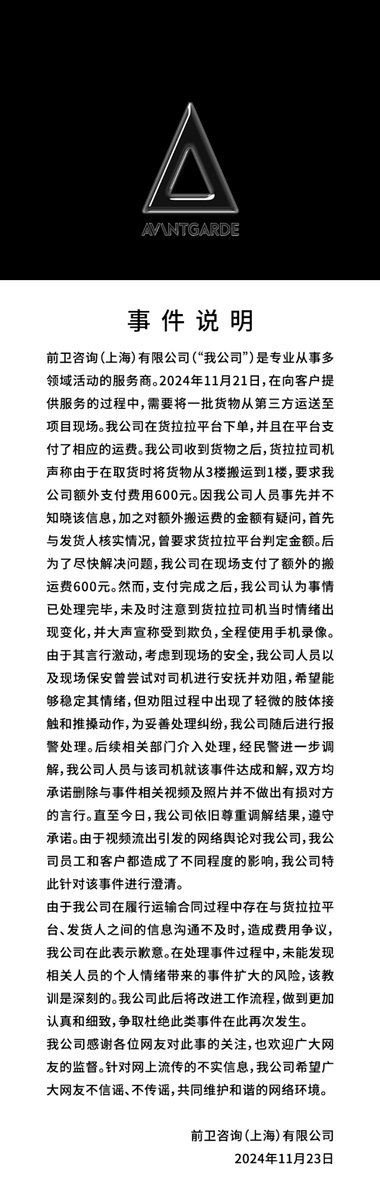 AVANTGARDE
事件说明
前卫咨询（上海）有限公司（“我公司”）是专业从事多
领域活动的服务商。2024年11月21日，在向客户提
供服务的过程中，需要将一批货物从第三方运送至
项目现场。我公司在货拉拉平台下单，并且在平台支
付了相应的运费。我公司收到货物之后，货拉拉司机
声称由于在取货时将货物从3楼搬运到1楼，要求我
公司额外支付费用600元。因我公司人员事先并不
知晓该信息，加之对额外搬运费的金额有疑问，首先
与发货人核实情况，曾要求货拉拉平台判定金额。后
为了尽快解决问题，我公司在现场支付了额外的搬
运费600元。然而，支付完成之后，我公司认为事情
已处理完毕，未及时注意到货拉拉司机当时情绪出
现变化，并大声宣称受到欺负，全程使用手机录像。
由于其言行激动，考虑到现场的安全，我公司人员以
及现场保安曾尝试对司机进行安抚并劝阻，希望能
够稳定其情绪，但劝阻过程中出现了轻微的肢体接
触和推搡动作，为妥善处理纠纷，我公司随后进行报
警处理。后续相关部门介入处理，经民警进一步调
解，我公司人员与该司机就该事件达成和解，双方均
承诺删除与事件相关视频及照片并不做出有损对方
的言行。直至今日，我公司依旧尊重调解结果，遵守
承诺。由于视频流出引发的网络舆论对我公司，我公
司员工和客户都造成了不同程度的影响，我公司特
此针对该事件进行澄清。
由于我公司在履行运输合同过程中存在与货拉拉平
台、发货人之间的信息沟通不及时，造成费用争议，
我公司在此表示歉意。在处理事件过程中，未能发现
相关人员的个人情绪带来的事件扩大的风险，该教
训是深刻的。我公司此后将改进工作流程，做到更加
认真和细致，争取杜绝此类事件在此再次发生。
我公司感谢各位网友对此事的关注，也欢迎广大网
友的监督。针对网上流传的不实信息，我公司希望广
大网友不信谣、不传谣，共同维护和谐的网络环境。
前卫咨询（上海）有限公司
2024年11月23日